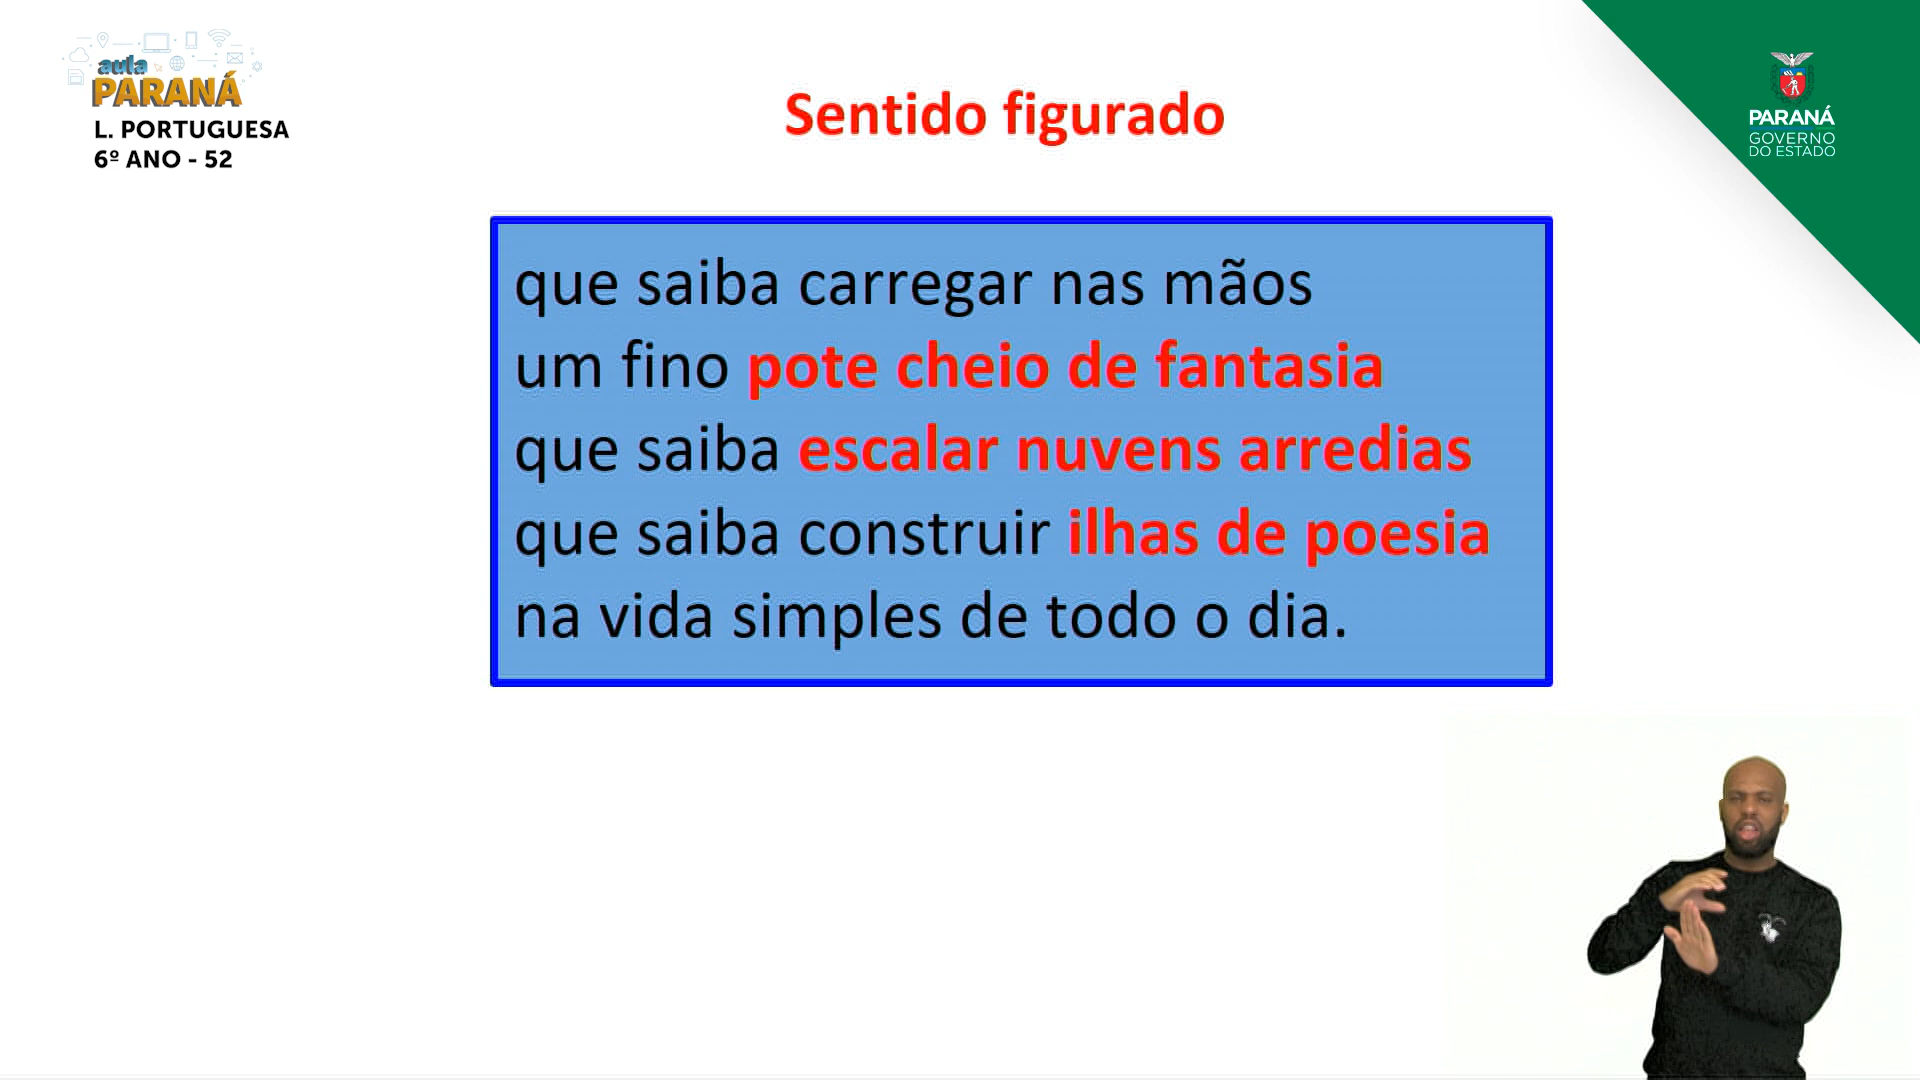 aula
PARANÁ
L. PORTUGUESA
6º ANO - 52
Sentido figurado
PARANÁ
GOVERNO
DO ESTADO
que saiba carregar nas mãos
um fino pote cheio de fantasia
que saiba escalar nuvens arredias
que saiba construir ilhas de poesia
na vida simples de todo o dia.